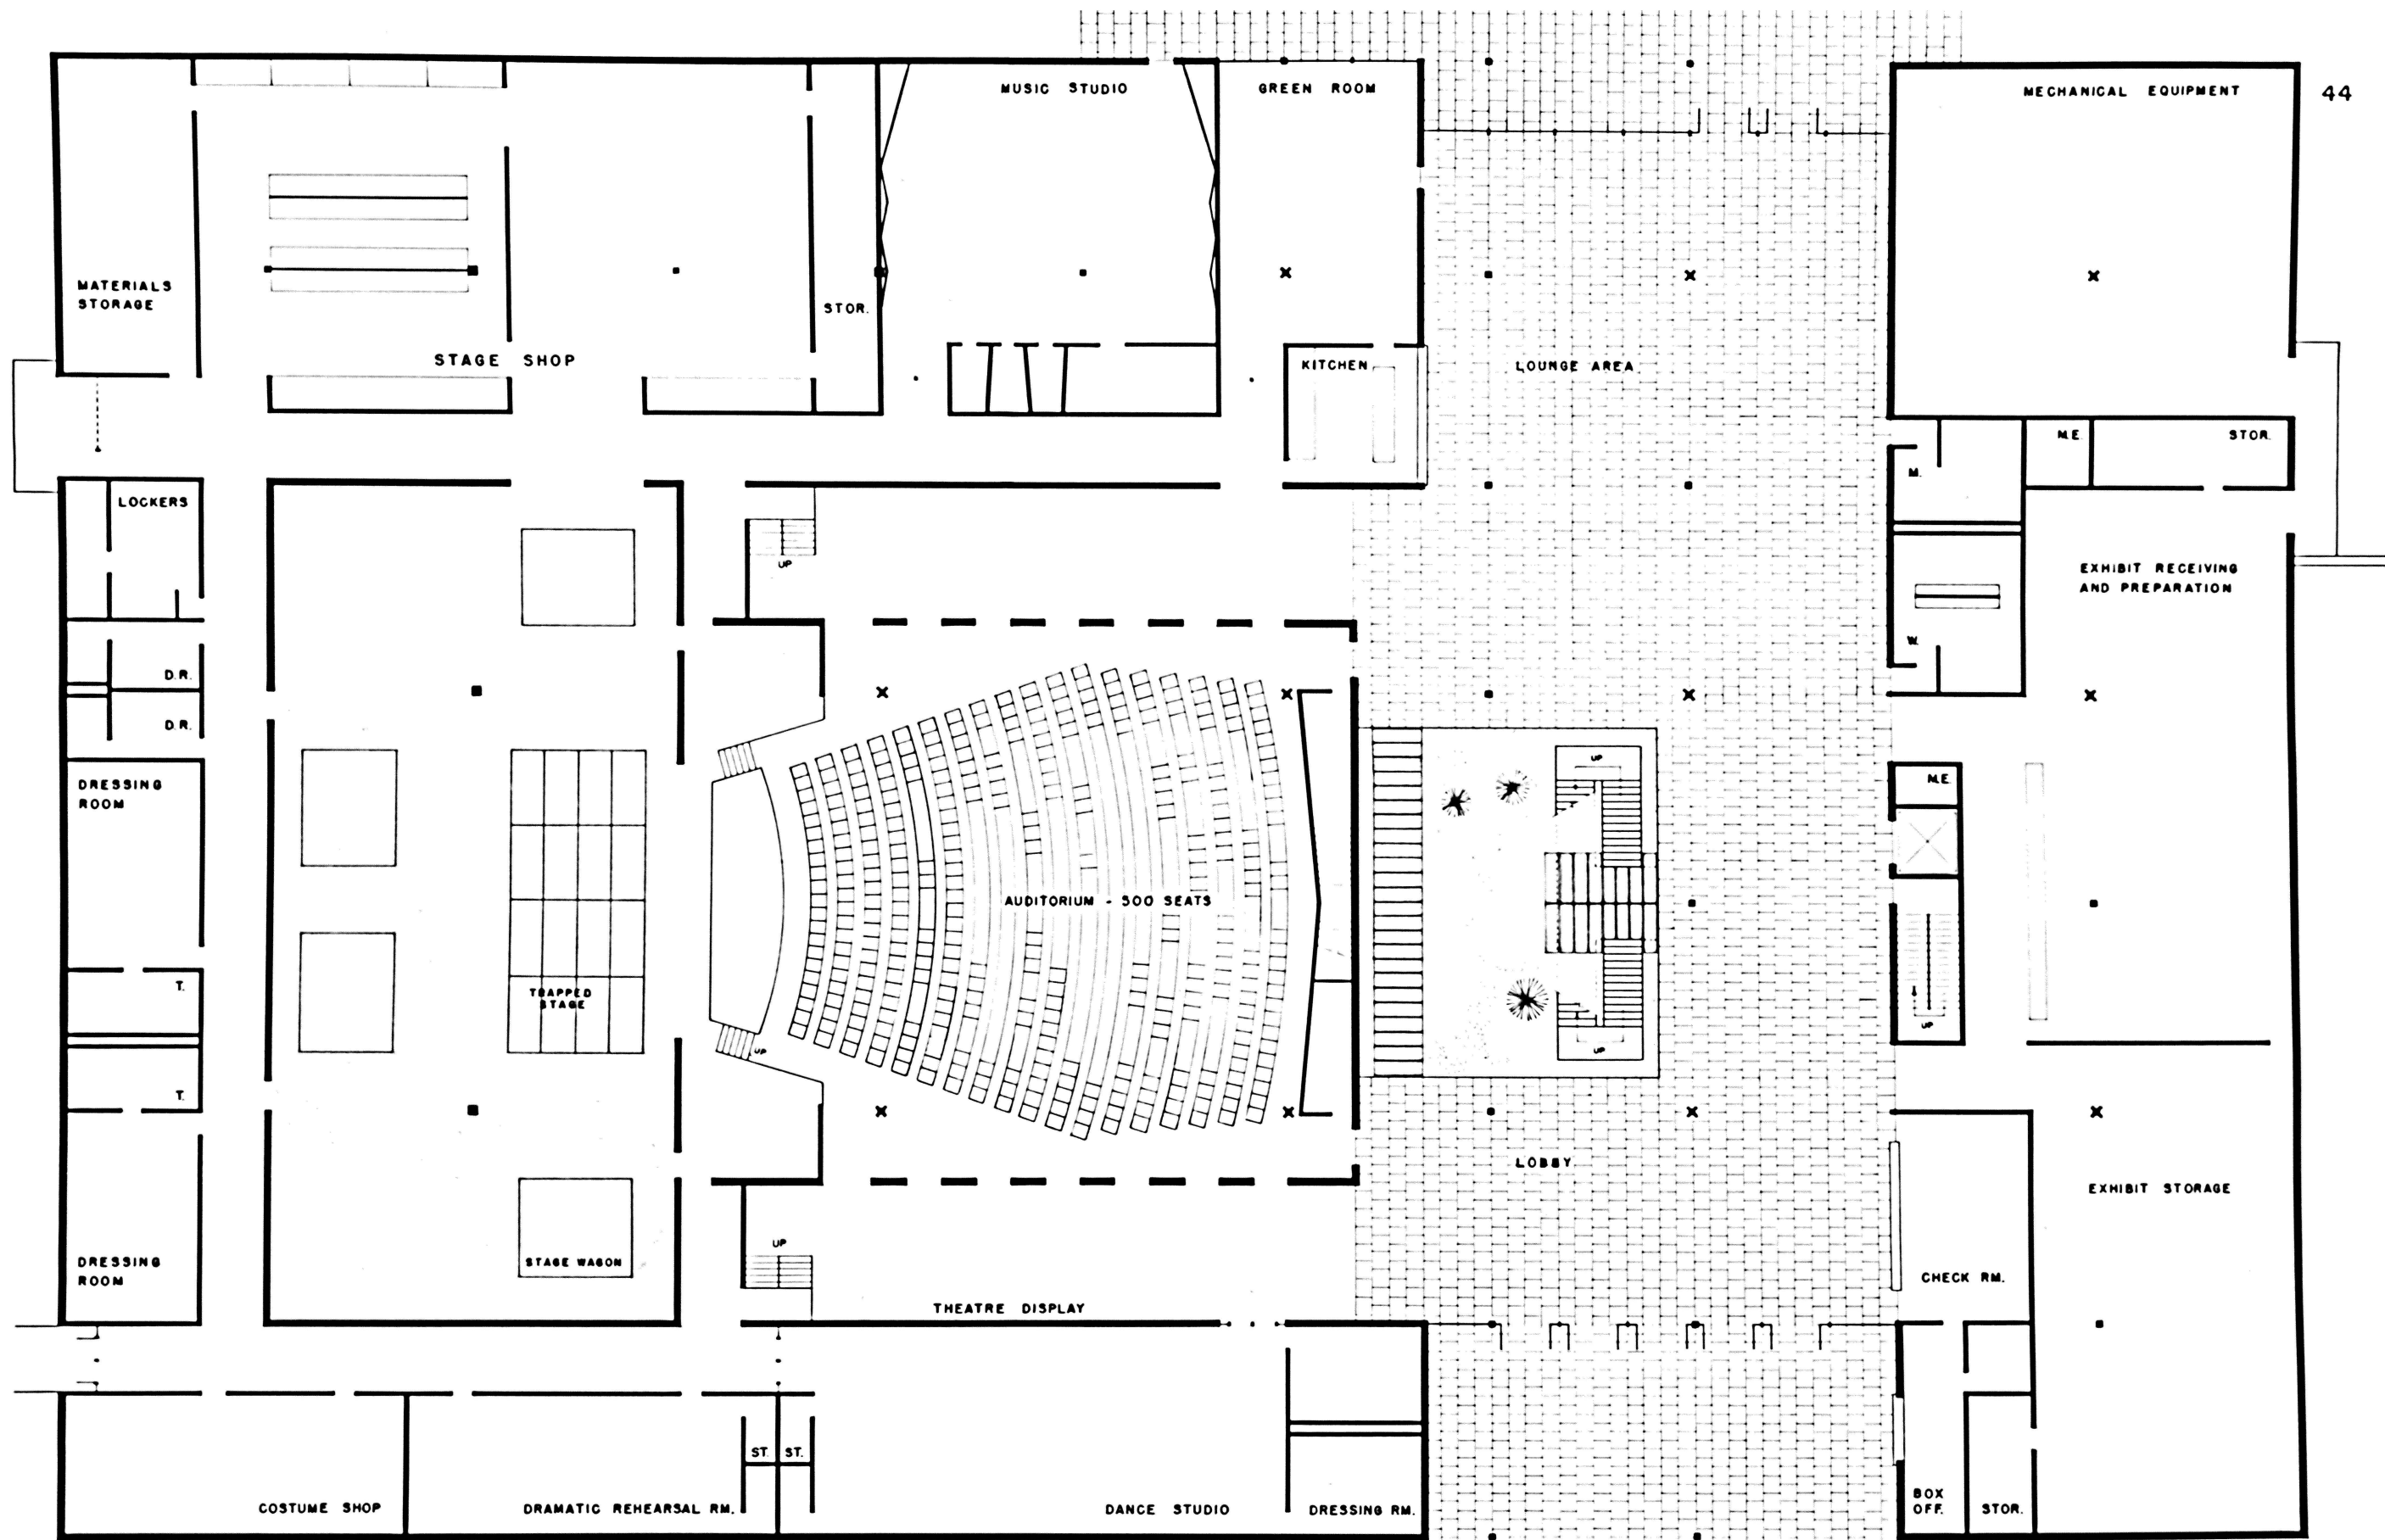 MUSIC STUDIO
GREEN ROOM
MECHANICAL EQUIPMENT
44
MATERIALS
STORAGE
STOR.
STAGE SHOP
KITCHEN
LOUNGE AREA
M.E.
STOR.
M.
LOCKERS
UP
EXHIBIT RECEIVING
AND PREPARATION
W.
D.R.
D.R.
DRESSING
ROOM
UP
M.E.
AUDITORIUM - 500 SEATS
T.
TRAPPED
STAGE
UP
UP
UP
T.
LOBBY
EXHIBIT STORAGE
UP
DRESSING
ROOM
STAGE WAGON
CHECK RM.
THEATRE DISPLAY
ST.
ST.
COSTUME SHOP
DRAMATIC REHEARSAL RM.
DANCE STUDIO
DRESSING RM.
BOX
OFF.
STOR.